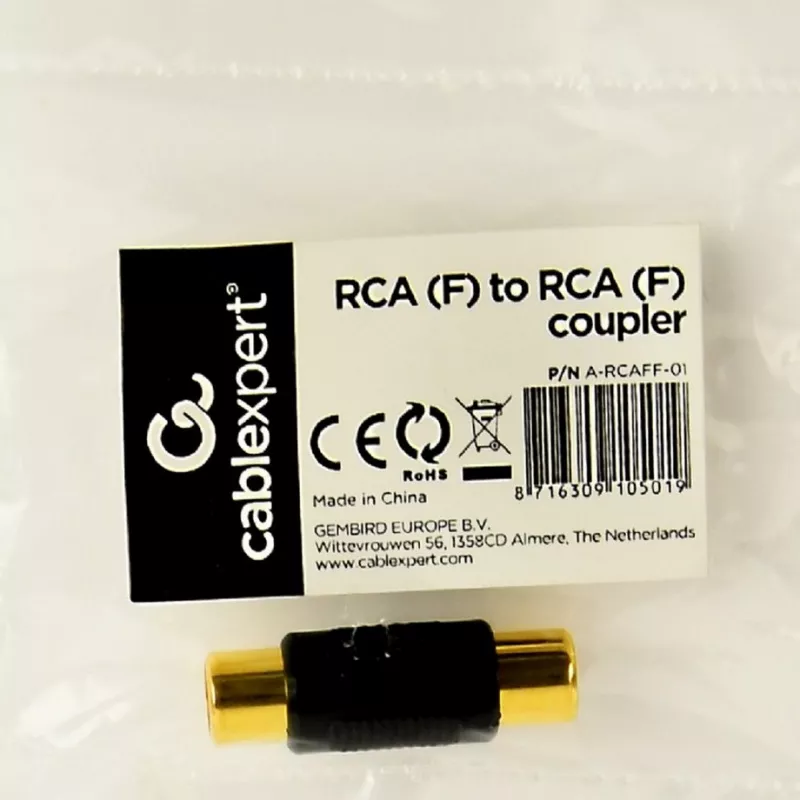 cablexpert®
RCA (F) to RCA (F)
coupler
P/N A-RCAFF-01
CE
RoHS
8 716309 105019
Made in China
GEMBIRD EUROPE B.V.
Wittevrouwen 56, 1358CD Almere, The Netherlands
www.cablexpert.com